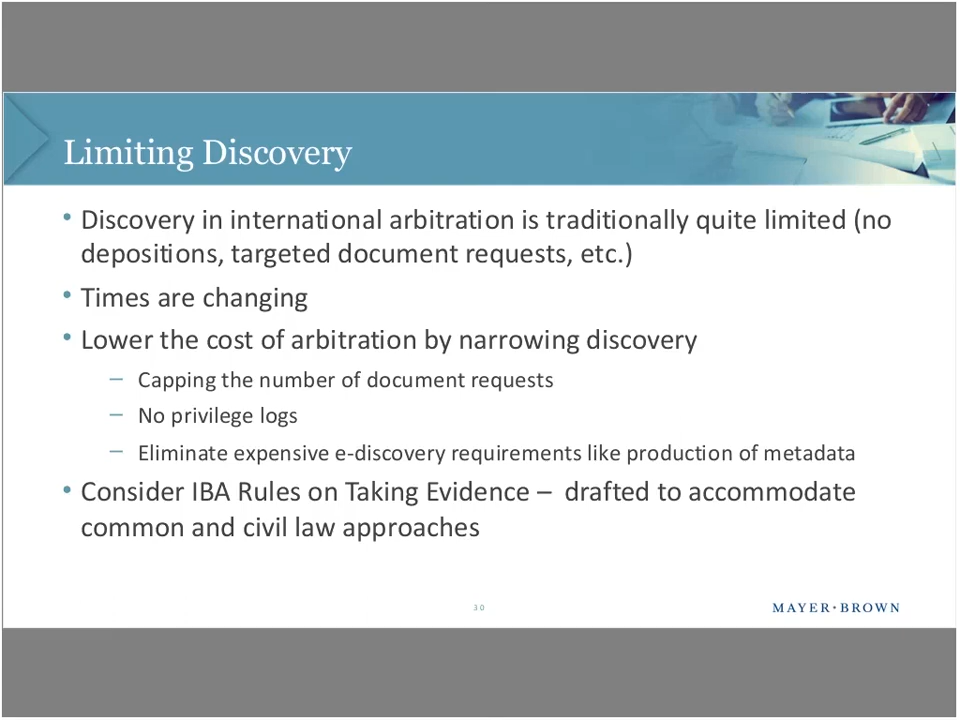 Limiting Discovery
• Discovery in international arbitration is traditionally quite limited (no
depositions, targeted document requests, etc.)
• Times are changing
• Lower the cost of arbitration by narrowing discovery
– Capping the number of document requests
– No privilege logs
– Eliminate expensive e-discovery requirements like production of metadata
• Consider IBA Rules on Taking Evidence – drafted to accommodate
common and civil law approaches
30
MAYER•BROWN